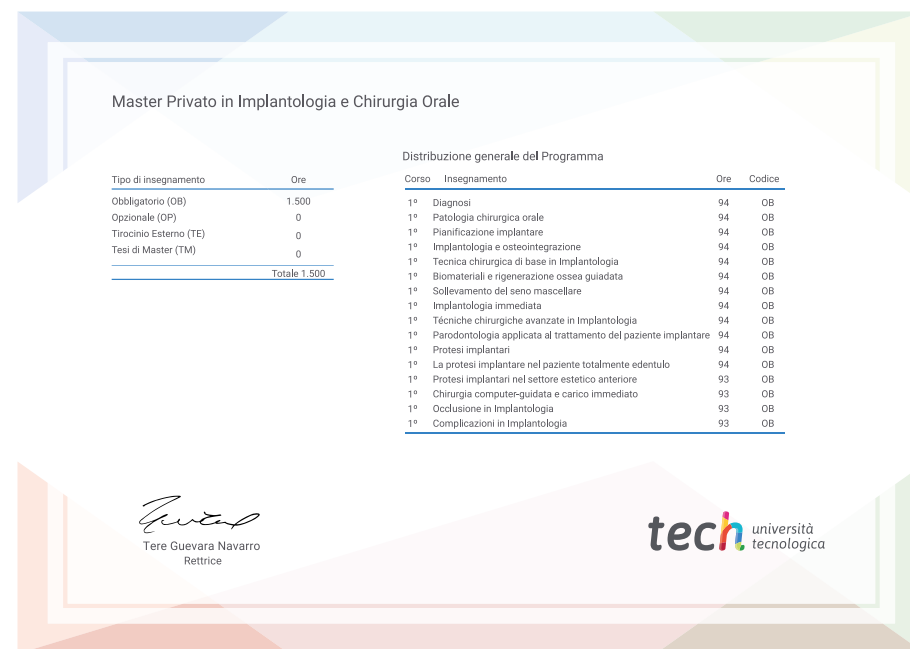 Master Privato in Implantologia e Chirurgia Orale
Tipo di insegnamento Ore
Obbligatorio (OB) 1.500
Opzionale (OP) 0
Tirocinio Esterno (TE) 0
Tesi di Master (TM) 0
Totale 1.500
Distribuzione generale del Programma
Corso Insegnamento Ore Codice
1º Diagnosi 94 OB
1º Patologia chirurgica orale 94 OB
1º Pianificazione implantare 94 OB
1º Implantologia e osteointegrazione 94 OB
1º Tecnica chirurgica di base in Implantologia 94 OB
1º Biomateriali e rigenerazione ossea guiadata 94 OB
1º Sollevamento del seno mascellare 94 OB
1º Implantologia immediata 94 OB
1º Técniche chirurgiche avanzate in Implantologia 94 OB
1º Parodontologia applicata al trattamento del paziente implantare 94 OB
1º Protesi implantari 94 OB
1º La protesi implantare nel paziente totalmente edentulo 94 OB
1º Protesi implantari nel settore estetico anteriore 93 OB
1º Chirurgia computer-guidata e carico immediato 93 OB
1º Occlusione in Implantologia 93 OB
1º Complicazioni in Implantologia 93 OB
Tere Guevara Navarro
Rettrice
tech università
tecnologica